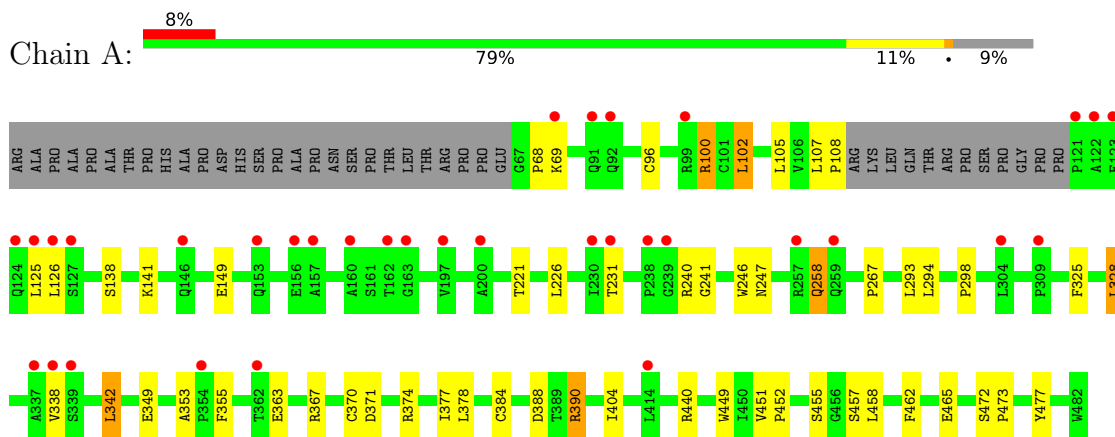 8%
Chain A:
79% 11% • 9%
ARG ALA PRO ALA PRO ALA THR PRO HIS ALA PRO ASP HIS SER PRO ALA PRO ASN SER PRO THR LEU THR ARG PRO PRO GLU G67 P68 K69 Q91 Q92 C96 R99 R100 C101 L102 L105 V106 L107 P108 ARG LYS LEU GLN THR ARG PRO SER PRO GLY PRO PRO P121 A122 E123
Q124 L125 L126 S127 S138 K141 Q146 E149 Q153 E156 A157 A160 S161 T162 G163 V197 A200 T221 L226 I230 T231 P238 G239 R240 G241 W246 N247 R257 Q258 Q259 P267 L293 L294 P298 L304 P309 F325 L328
A337 V338 S339 L342 E349 A353 P354 F355 T362 E363 R367 C370 D371 R374 I377 L378 C384 D388 T389 R390 I404 L414 R440 W449 I450 V451 P452 S455 G456 S457 L458 F462 E465 S472 P473 Y477 W482